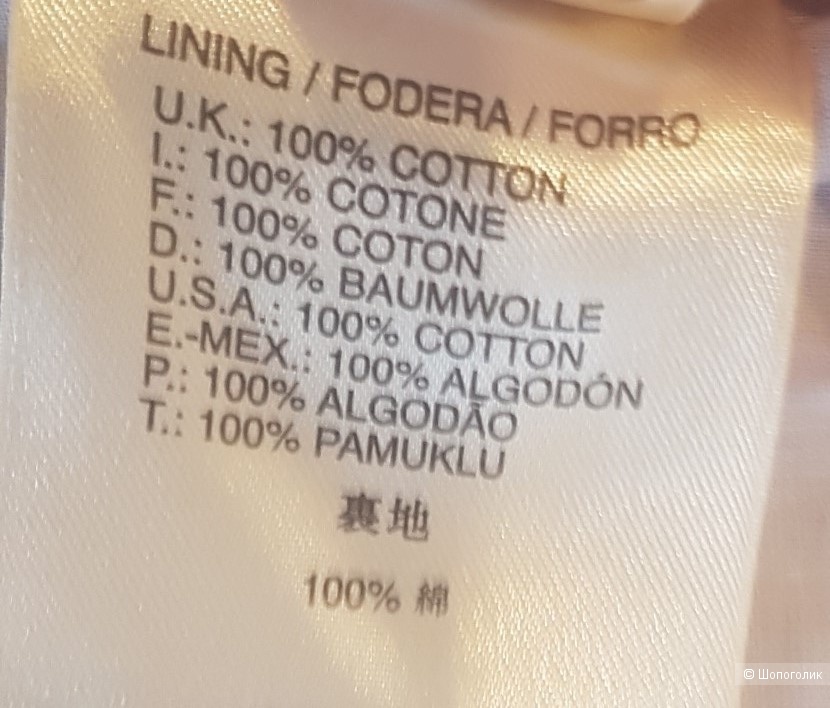 LINING / FODERA / FORRO
U.K.: 100% COTTON
I.: 100% COTONE
F.: 100% COTON
D.: 100% BAUMWOLLE
U.S.A.: 100% COTTON
E.-MEX.: 100% ALGODÓN
P.: 100% ALGODÃO
T.: 100% PAMUKLU
裏地
100% 綿
© Шопоголик